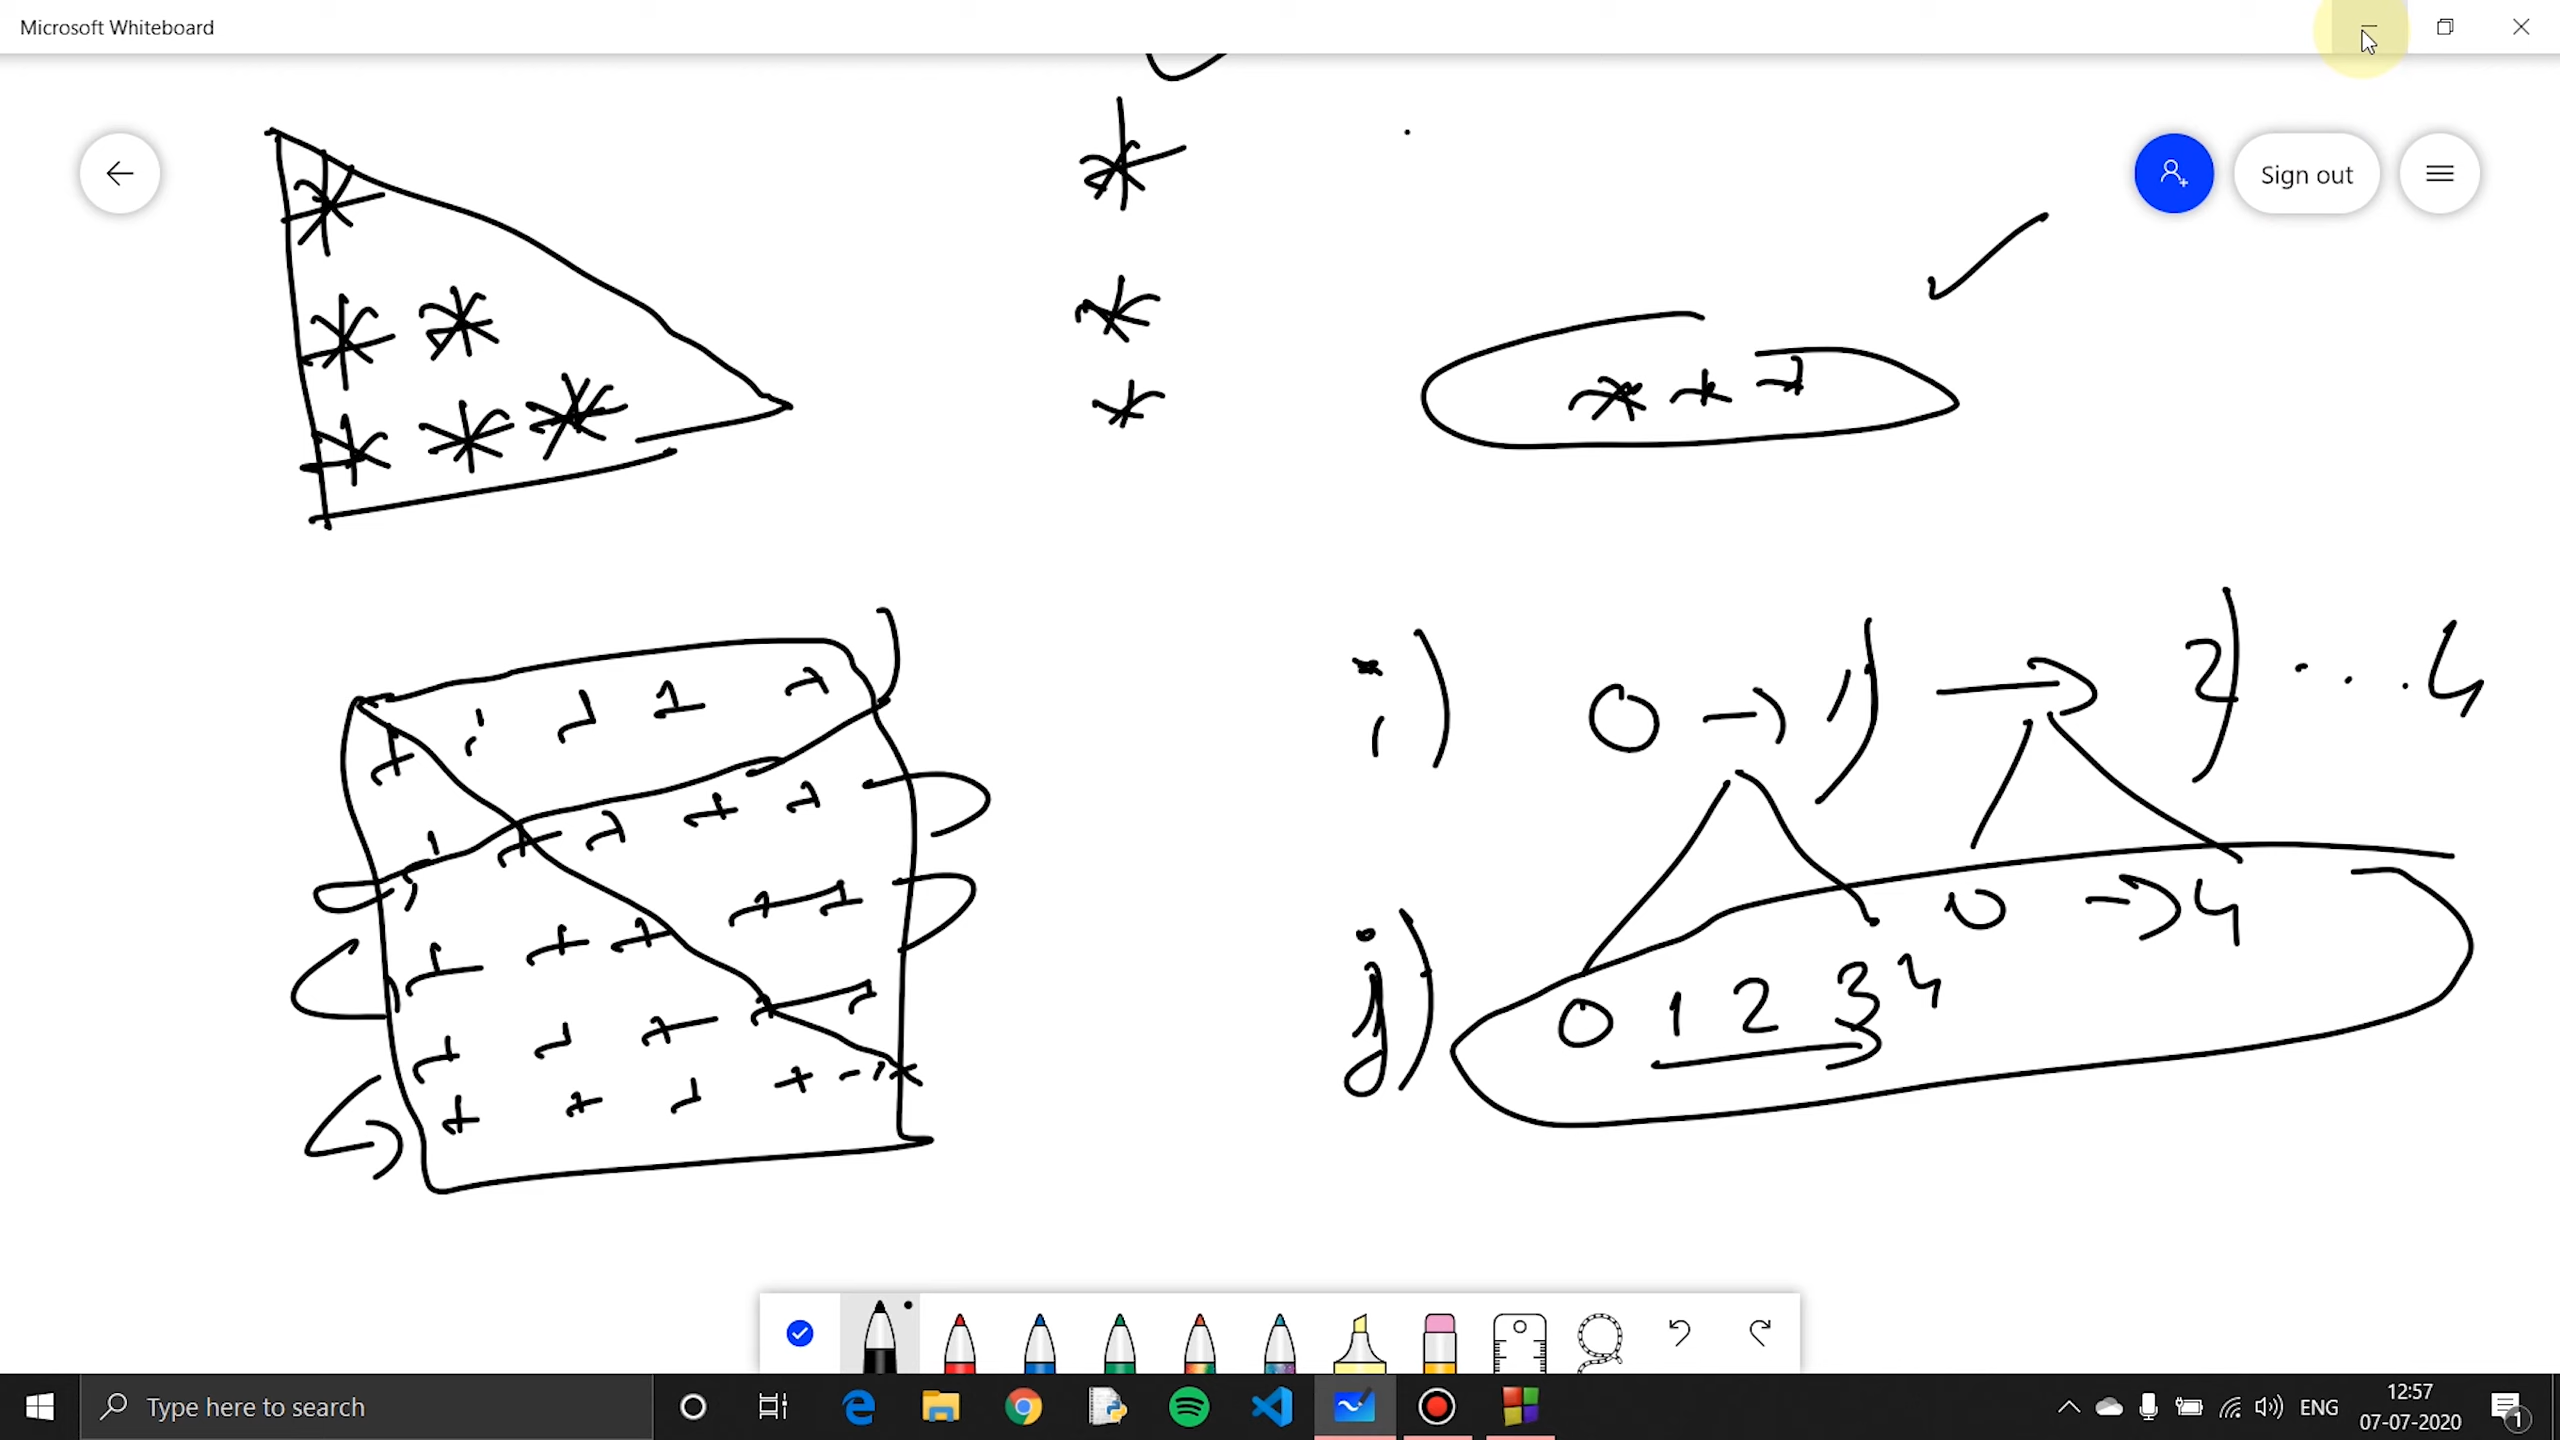 Microsoft Whiteboard
Sign out
*
* *
* * *
*
*
*
* *
i) 0 → 1) → 2) . . . 4
j) 0 1 2 3 4 0 → 4
Type here to search
ENG
12:57
07-07-2020
1